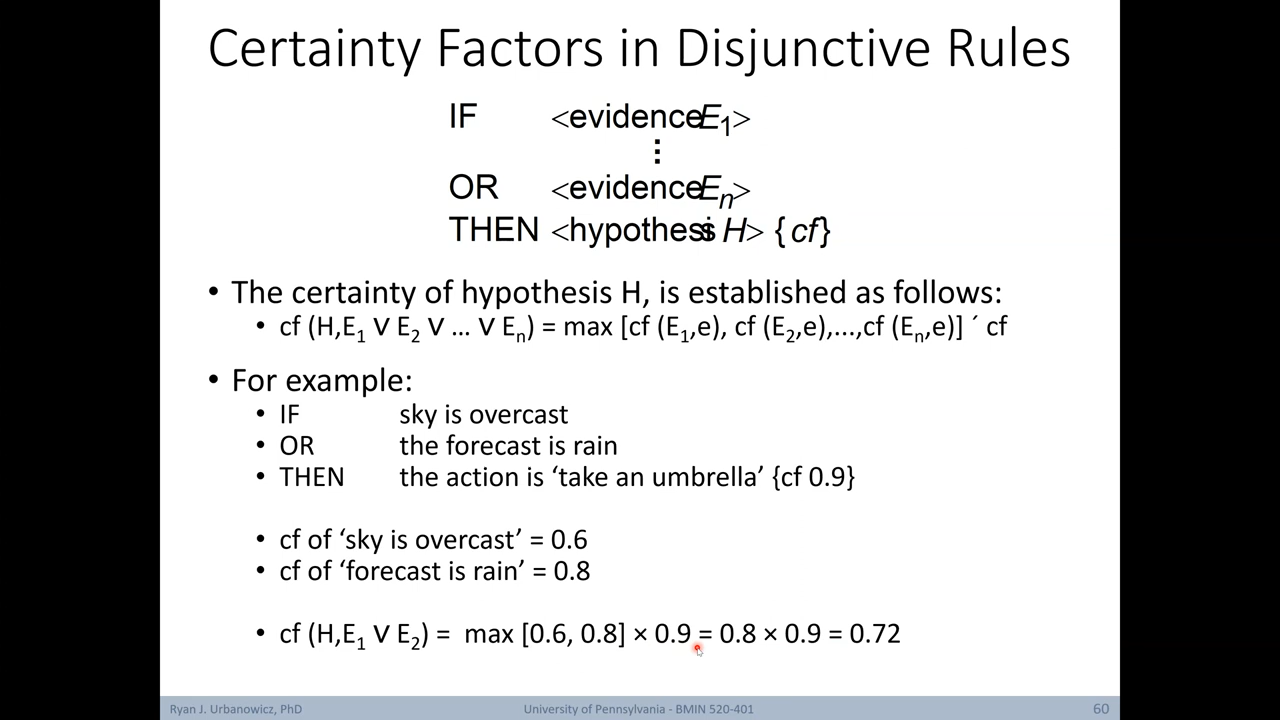 Certainty Factors in Disjunctive Rules
IF <evidence E1>
⋮
OR <evidence En>
THEN <hypothesis H> {cf}
• The certainty of hypothesis H, is established as follows:
• cf (H,E1 ∨ E2 ∨ … ∨ En) = max [cf (E1,e), cf (E2,e),...,cf (En,e)] ´ cf
• For example:
• IF sky is overcast
• OR the forecast is rain
• THEN the action is ‘take an umbrella’ {cf 0.9}
• cf of ‘sky is overcast’ = 0.6
• cf of ‘forecast is rain’ = 0.8
• cf (H,E1 ∨ E2) = max [0.6, 0.8] × 0.9 = 0.8 × 0.9 = 0.72
Ryan J. Urbanowicz, PhD University of Pennsylvania - BMIN 520-401 60